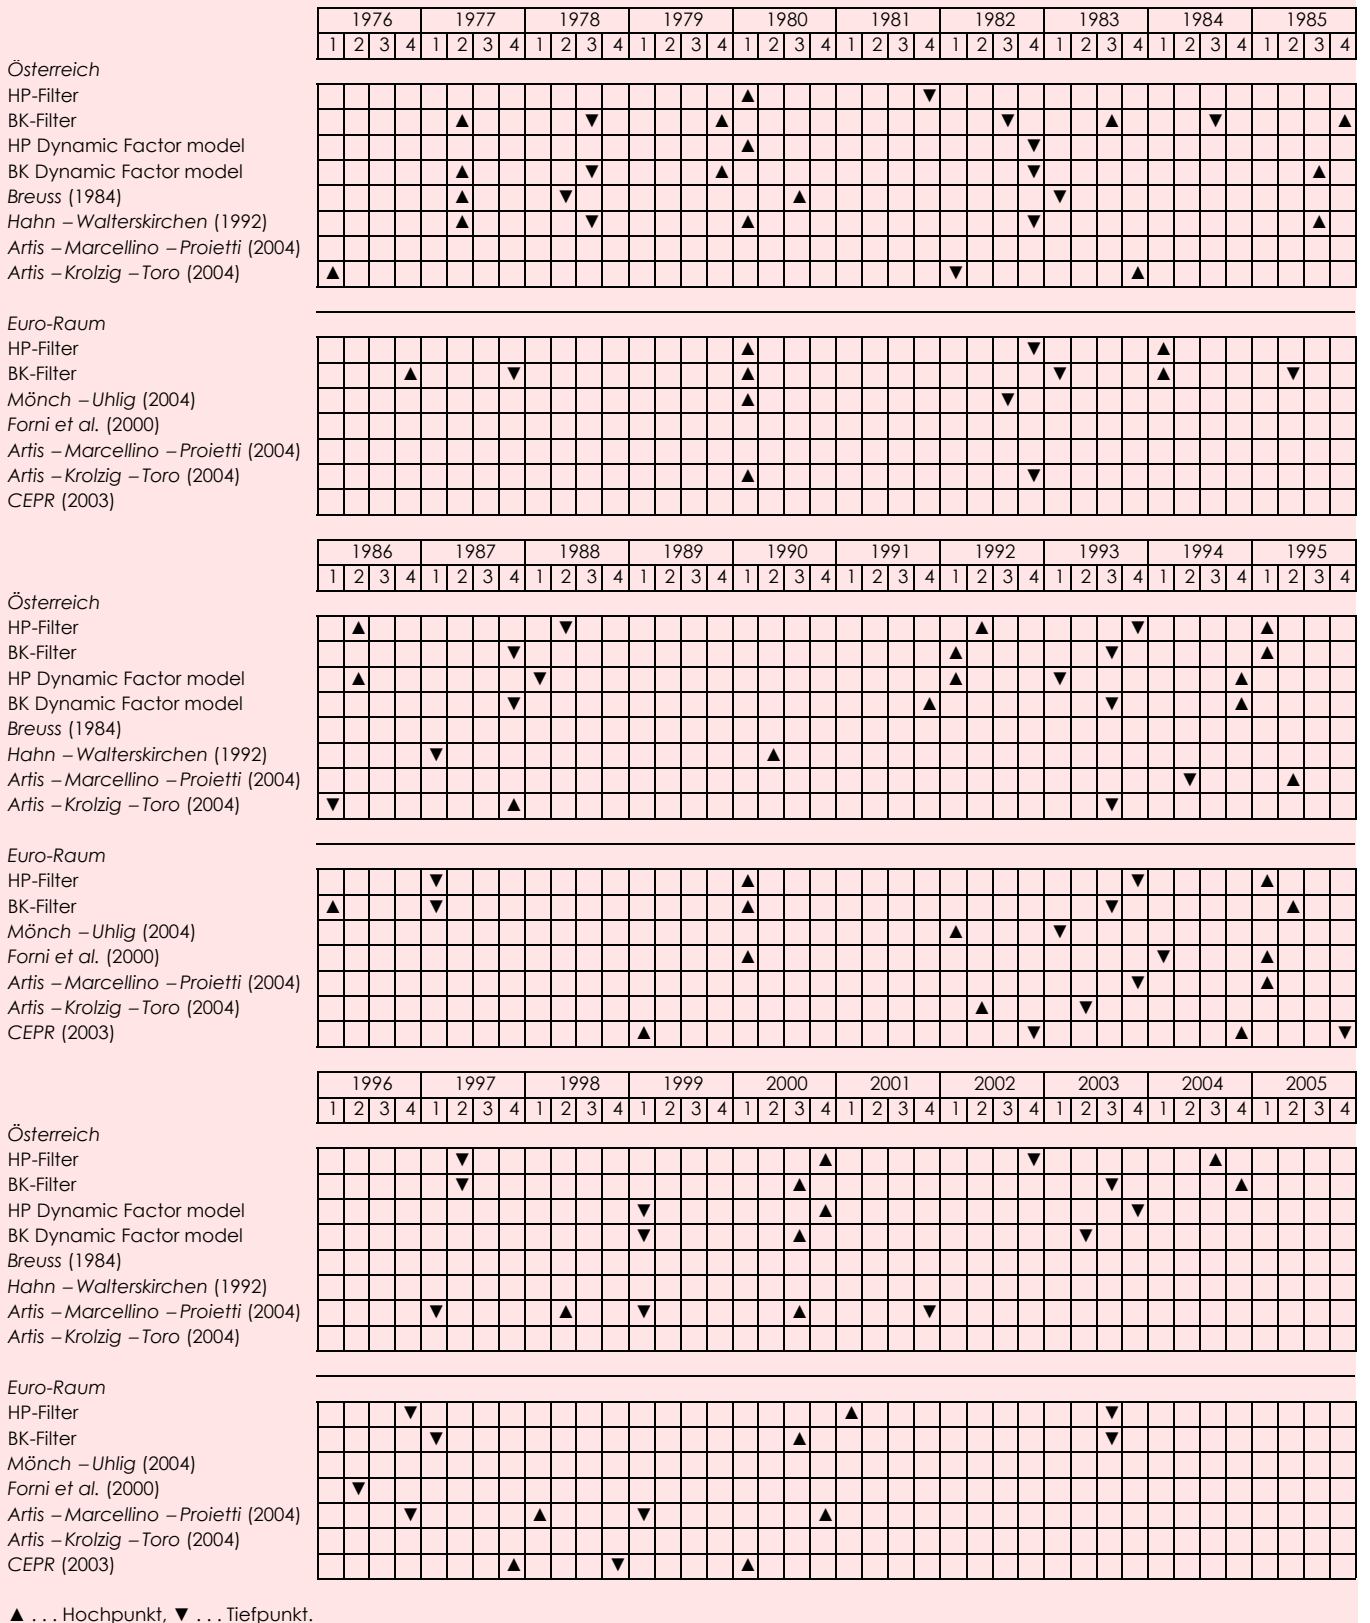 1976 1977 1978 1979 1980 1981 1982 1983 1984 1985
1 2 3 4 1 2 3 4 1 2 3 4 1 2 3 4 1 2 3 4 1 2 3 4 1 2 3 4 1 2 3 4 1 2 3 4 1 2 3 4
Österreich
HP-Filter ▲ ▼
BK-Filter ▲ ▼ ▲ ▼ ▲ ▼ ▲
HP Dynamic Factor model ▲ ▼
BK Dynamic Factor model ▲ ▼ ▲ ▼ ▲
Breuss (1984) ▲ ▼ ▲ ▼
Hahn – Walterskirchen (1992) ▲ ▼ ▲ ▼ ▲
Artis – Marcellino – Proietti (2004)
Artis – Krolzig – Toro (2004) ▲ ▼ ▲
Euro-Raum
HP-Filter ▲ ▼ ▲
BK-Filter ▲ ▼ ▲ ▼ ▲ ▼
Mönch – Uhlig (2004) ▲ ▼
Forni et al. (2000)
Artis – Marcellino – Proietti (2004)
Artis – Krolzig – Toro (2004) ▲ ▼
CEPR (2003)
1986 1987 1988 1989 1990 1991 1992 1993 1994 1995
1 2 3 4 1 2 3 4 1 2 3 4 1 2 3 4 1 2 3 4 1 2 3 4 1 2 3 4 1 2 3 4 1 2 3 4 1 2 3 4
Österreich
HP-Filter ▲ ▼ ▲ ▼ ▲
BK-Filter ▼ ▲ ▼ ▲
HP Dynamic Factor model ▲ ▼ ▲ ▼ ▲
BK Dynamic Factor model ▼ ▲ ▼ ▲
Breuss (1984)
Hahn – Walterskirchen (1992) ▼ ▲
Artis – Marcellino – Proietti (2004) ▼ ▲
Artis – Krolzig – Toro (2004) ▼ ▲ ▼
Euro-Raum
HP-Filter ▼ ▲ ▼ ▲
BK-Filter ▲ ▼ ▲ ▼ ▲
Mönch – Uhlig (2004) ▲ ▼
Forni et al. (2000) ▲ ▼ ▲
Artis – Marcellino – Proietti (2004) ▼ ▲
Artis – Krolzig – Toro (2004) ▲ ▼
CEPR (2003) ▲ ▼ ▲ ▼
1996 1997 1998 1999 2000 2001 2002 2003 2004 2005
1 2 3 4 1 2 3 4 1 2 3 4 1 2 3 4 1 2 3 4 1 2 3 4 1 2 3 4 1 2 3 4 1 2 3 4 1 2 3 4
Österreich
HP-Filter ▼ ▲ ▼ ▲
BK-Filter ▼ ▲ ▼ ▲
HP Dynamic Factor model ▼ ▲ ▼
BK Dynamic Factor model ▼ ▲ ▼
Breuss (1984)
Hahn – Walterskirchen (1992)
Artis – Marcellino – Proietti (2004) ▼ ▲ ▼ ▲ ▼
Artis – Krolzig – Toro (2004)
Euro-Raum
HP-Filter ▼ ▲ ▼
BK-Filter ▼ ▲ ▼
Mönch – Uhlig (2004)
Forni et al. (2000) ▼
Artis – Marcellino – Proietti (2004) ▼ ▲ ▼ ▲
Artis – Krolzig – Toro (2004)
CEPR (2003) ▲ ▼ ▲
▲ . . . Hochpunkt, ▼ . . . Tiefpunkt.